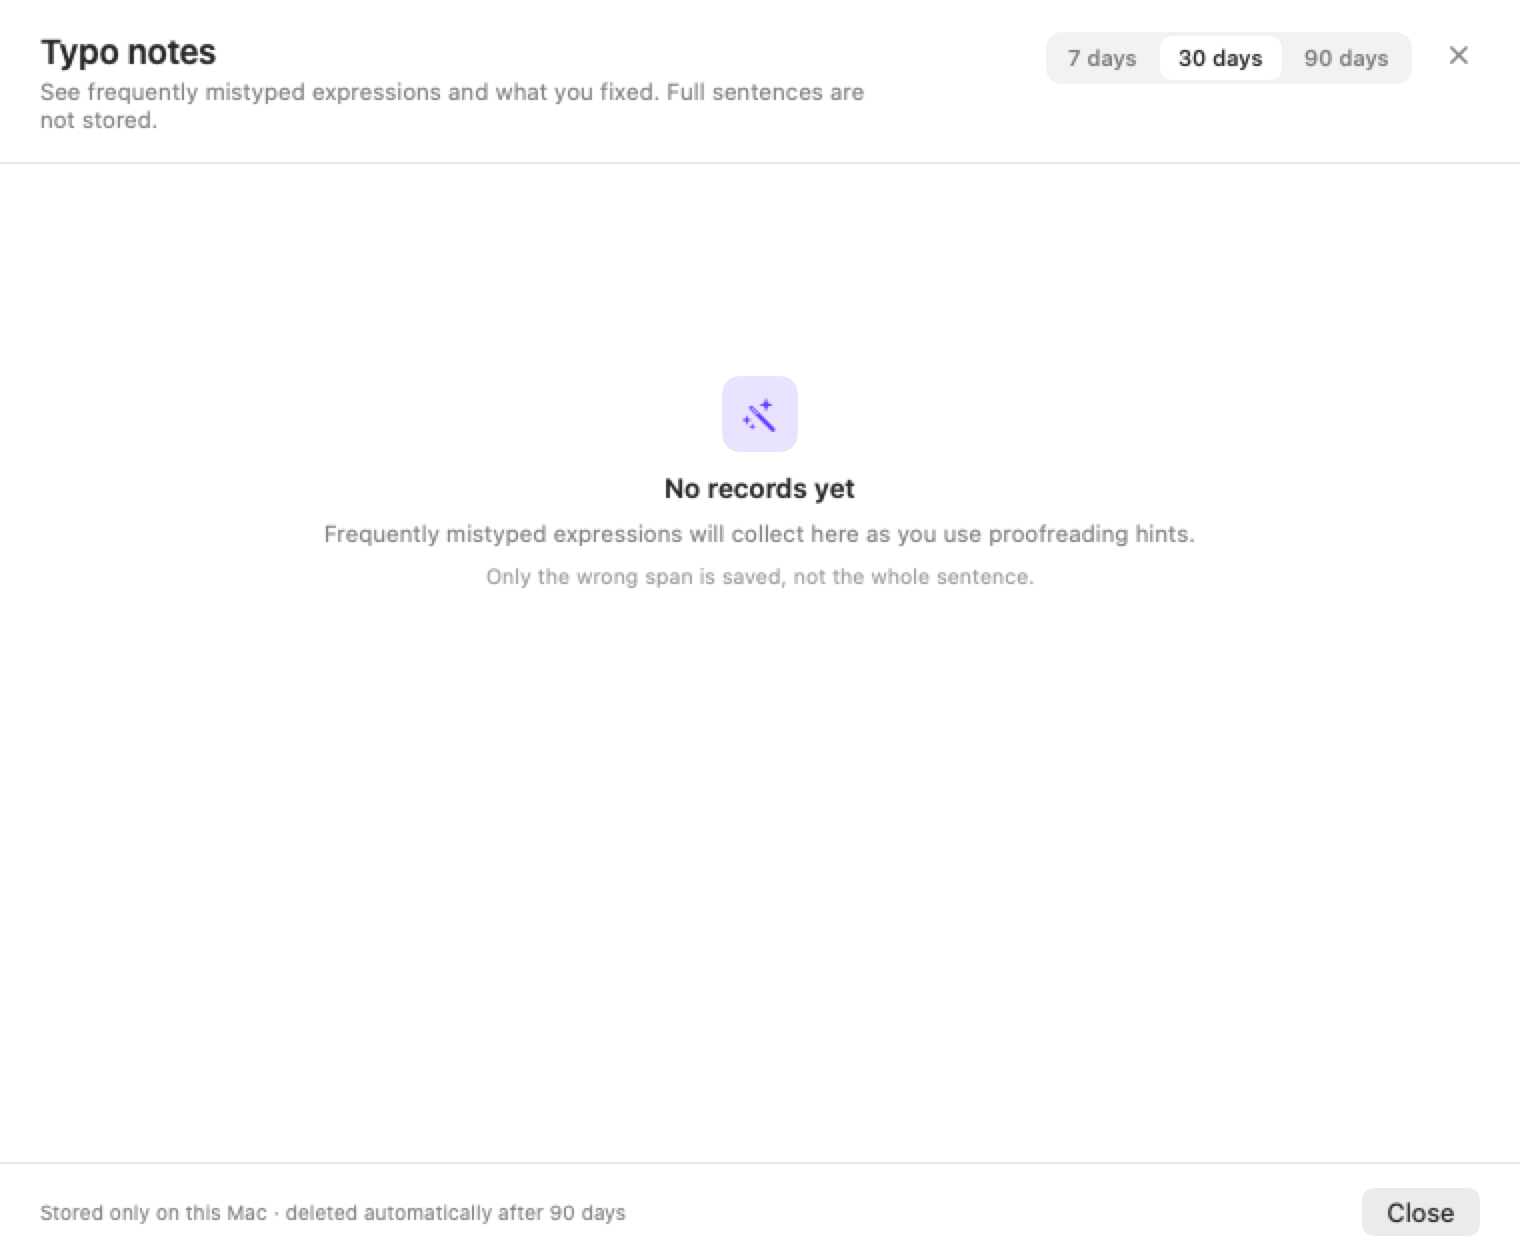 Typo notes
7 days
30 days
90 days
See frequently mistyped expressions and what you fixed. Full sentences are
not stored.
No records yet
Frequently mistyped expressions will collect here as you use proofreading hints.
Only the wrong span is saved, not the whole sentence.
Stored only on this Mac · deleted automatically after 90 days
Close